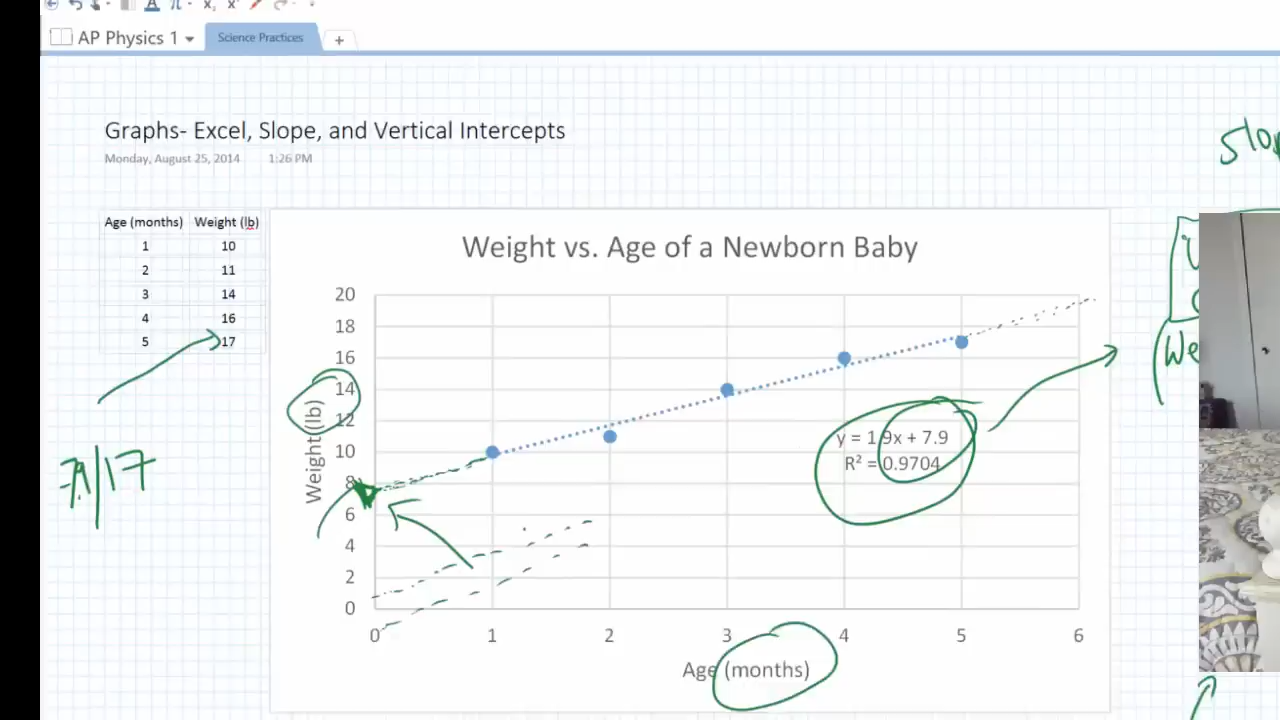 AP Physics 1
Science Practices
+
Graphs- Excel, Slope, and Vertical Intercepts
Monday, August 25, 2014 1:26 PM
Age (months) Weight (lb)
1 10
2 11
3 14
4 16
5 17
Weight vs. Age of a Newborn Baby
20
18
16
14
12
10
8
6
4
2
0
Weight (lb)
y = 1.9x + 7.9
R² = 0.9704
0 1 2 3 4 5 6
Age (months)
7.9 | 17